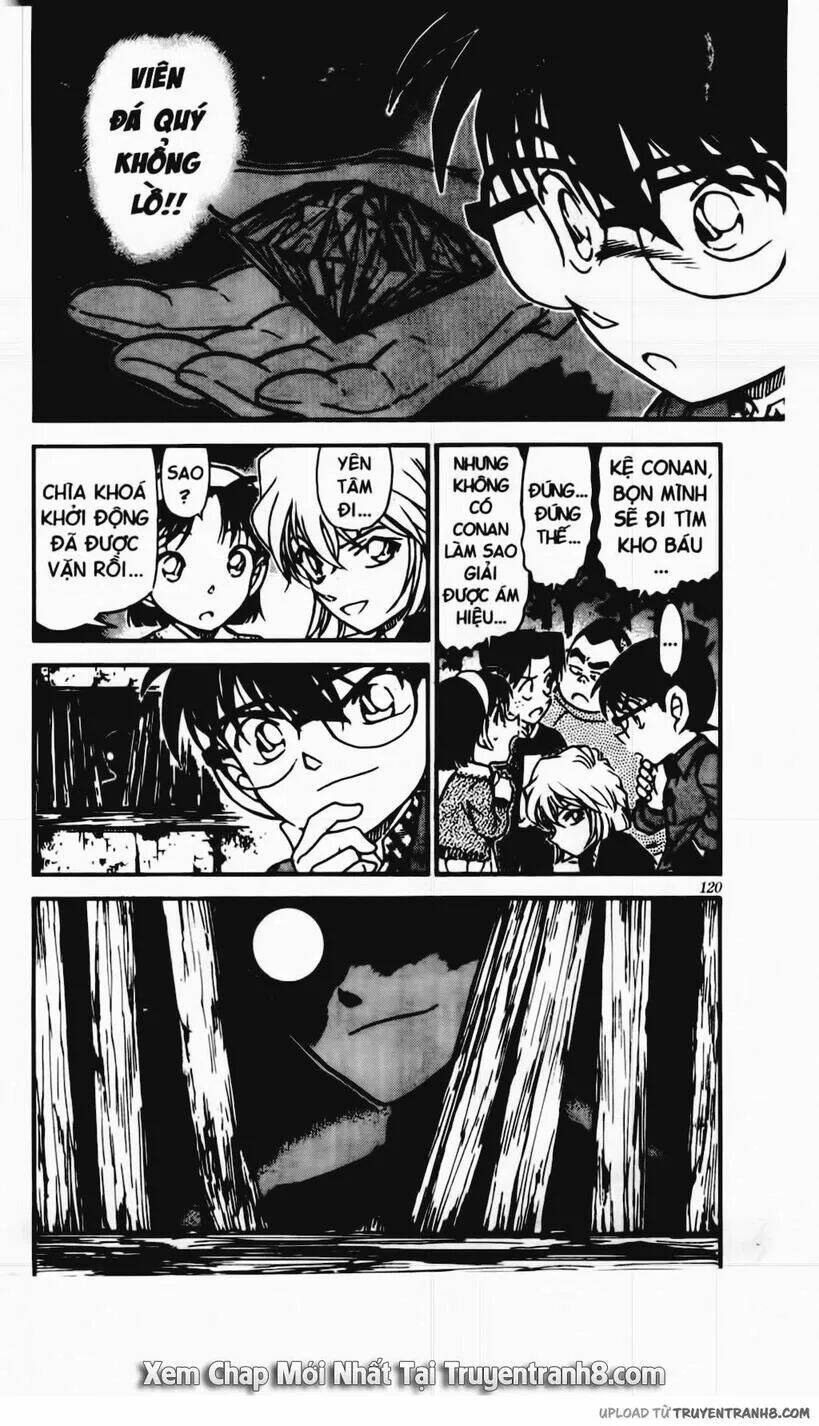 VIÊN
ĐÁ QUÝ
KHỔNG
LỒ!!
KỆ CONAN,
BỌN MÌNH
SẼ ĐI TÌM
KHO BÁU
...
ĐỨNG...
ĐỨNG
THẾ...
NHƯNG
KHÔNG
CÓ
CONAN
LÀM SAO
GIẢI
ĐƯỢC ÁM
HIỆU...
...
YÊN
TÂM
ĐI...
SAO
?
CHÌA KHOÁ
KHỞI ĐỘNG
ĐÃ ĐƯỢC
VẶN RỒI...
120
Xem Chap Mới Nhất Tại Truyentranh8.com
UPLOAD TỪ TRUYENTRANH8.COM